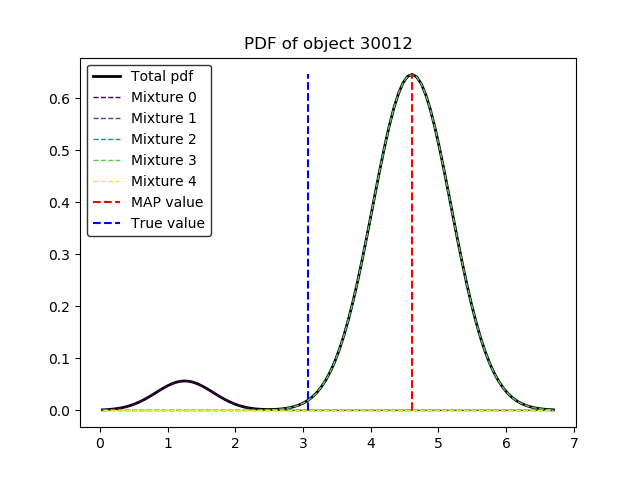 PDF of object 30012
Total pdf
Mixture 0
Mixture 1
Mixture 2
Mixture 3
Mixture 4
MAP value
True value
0.6
0.5
0.4
0.3
0.2
0.1
0.0
0 1 2 3 4 5 6 7